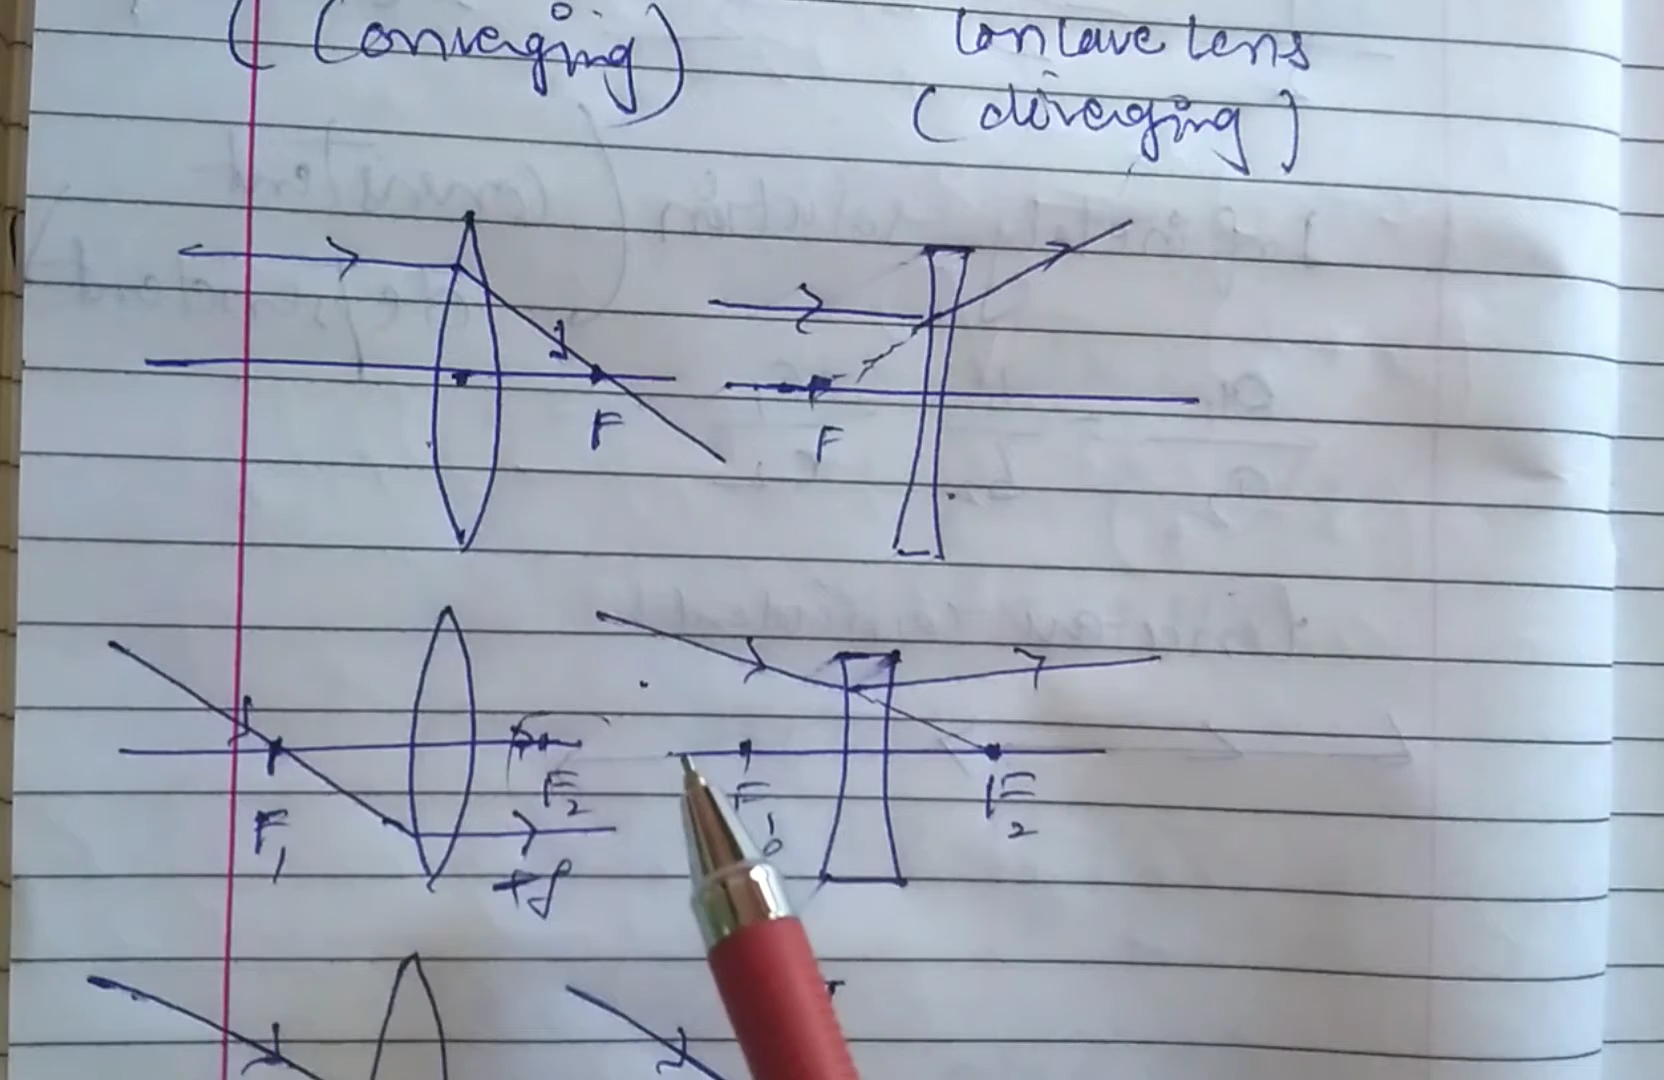 (Converging)
Concave lens
(diverging)
F
F
F₂
F₁
F₂
F₁
+f